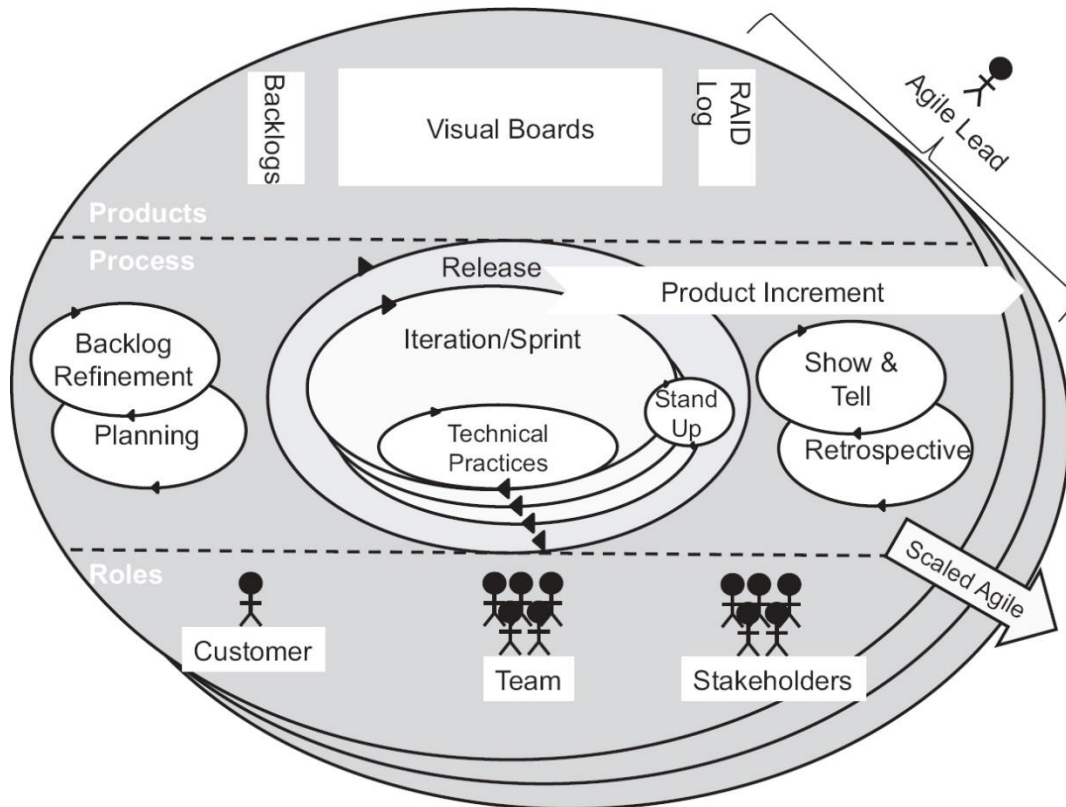 Backlogs
Visual Boards
RAID
Log
Agile Lead
Products
Process
Release
Product Increment
Iteration/Sprint
Backlog
Refinement
Planning
Technical
Practices
Stand
Up
Show &
Tell
Retrospective
Scaled Agile
Roles
Customer
Team
Stakeholders